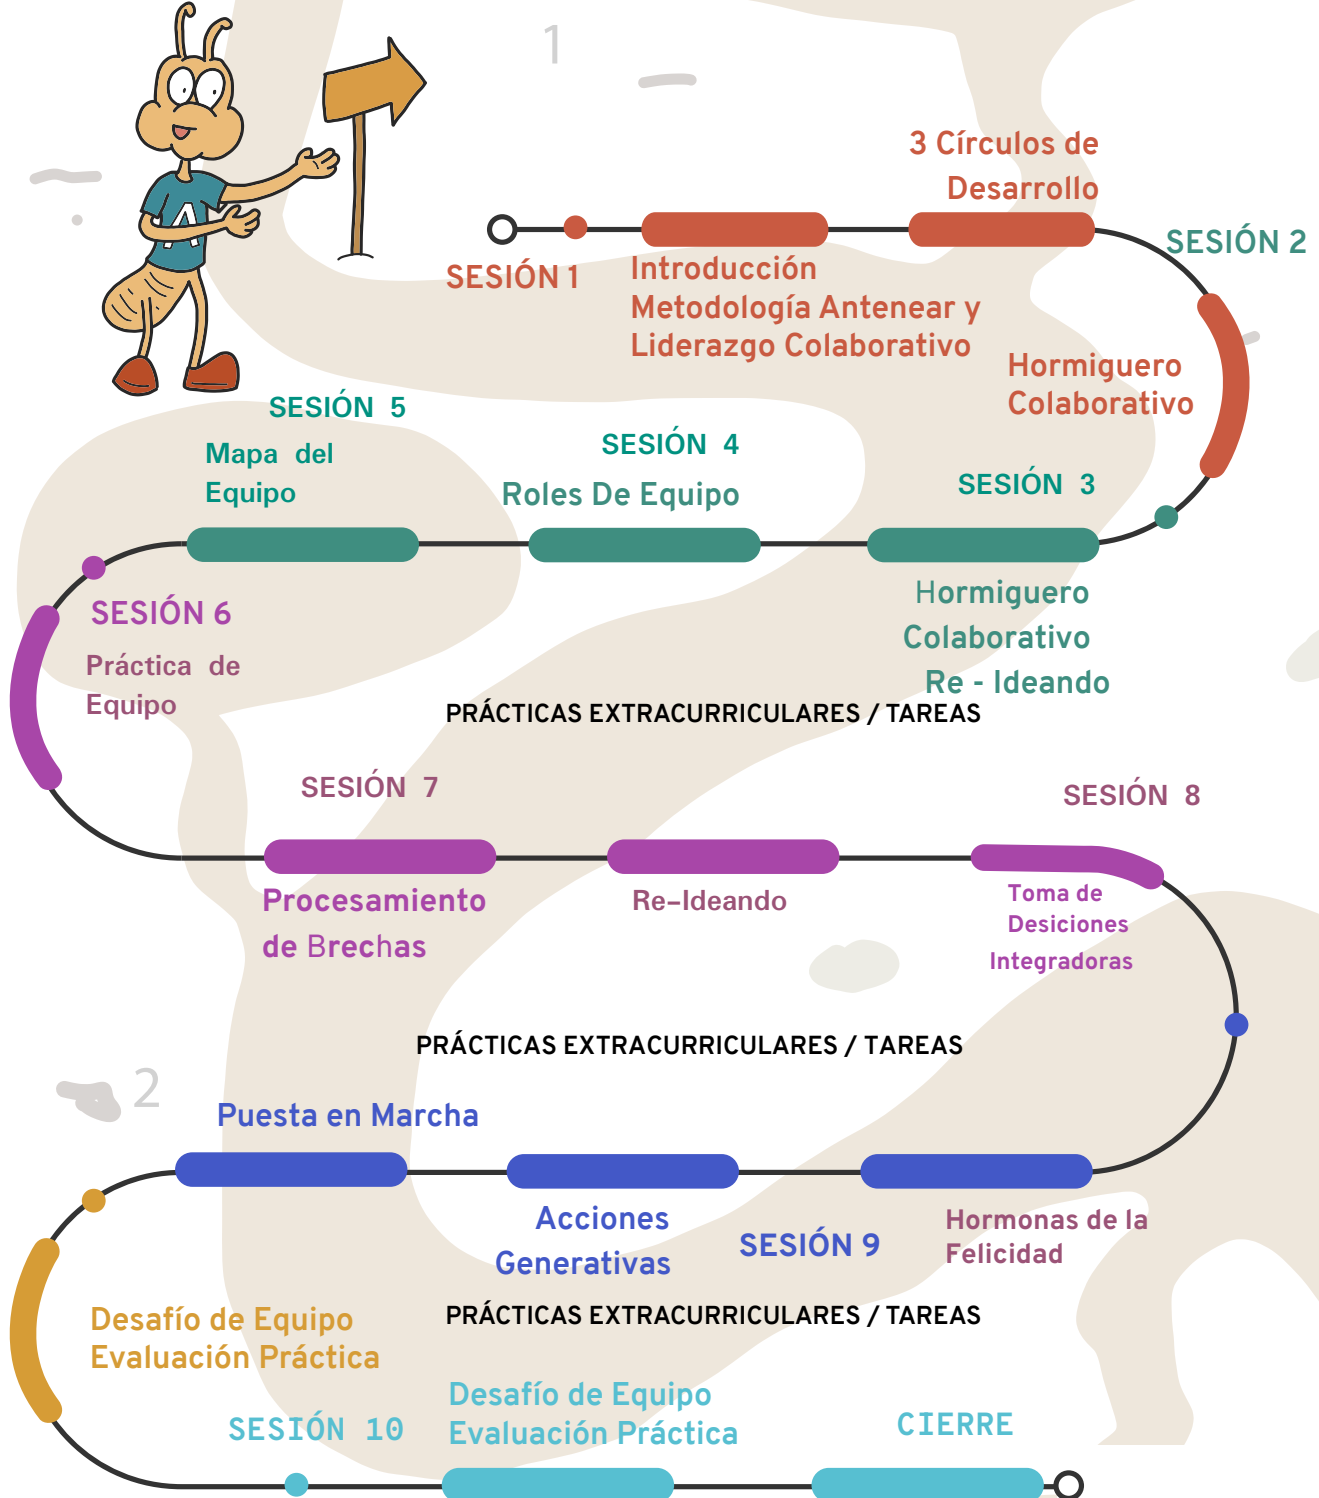 1
3 Círculos de
Desarrollo
SESIÓN 1
Introducción
Metodología Antenear y
Liderazgo Colaborativo
SESIÓN 2
Hormiguero
Colaborativo
SESIÓN 3
Hormiguero
Colaborativo
Re - Ideando
SESIÓN 4
Roles De Equipo
SESIÓN 5
Mapa del
Equipo
SESIÓN 6
Práctica de
Equipo
PRÁCTICAS EXTRACURRICULARES / TAREAS
SESIÓN 7
Procesamiento
de Brechas
Re-Ideando
SESIÓN 8
Toma de
Desiciones
Integradoras
PRÁCTICAS EXTRACURRICULARES / TAREAS
2
Puesta en Marcha
Acciones
Generativas
SESIÓN 9
Hormonas de la
Felicidad
PRÁCTICAS EXTRACURRICULARES / TAREAS
Desafío de Equipo
Evaluación Práctica
SESIÓN 10
Desafío de Equipo
Evaluación Práctica
CIERRE
A